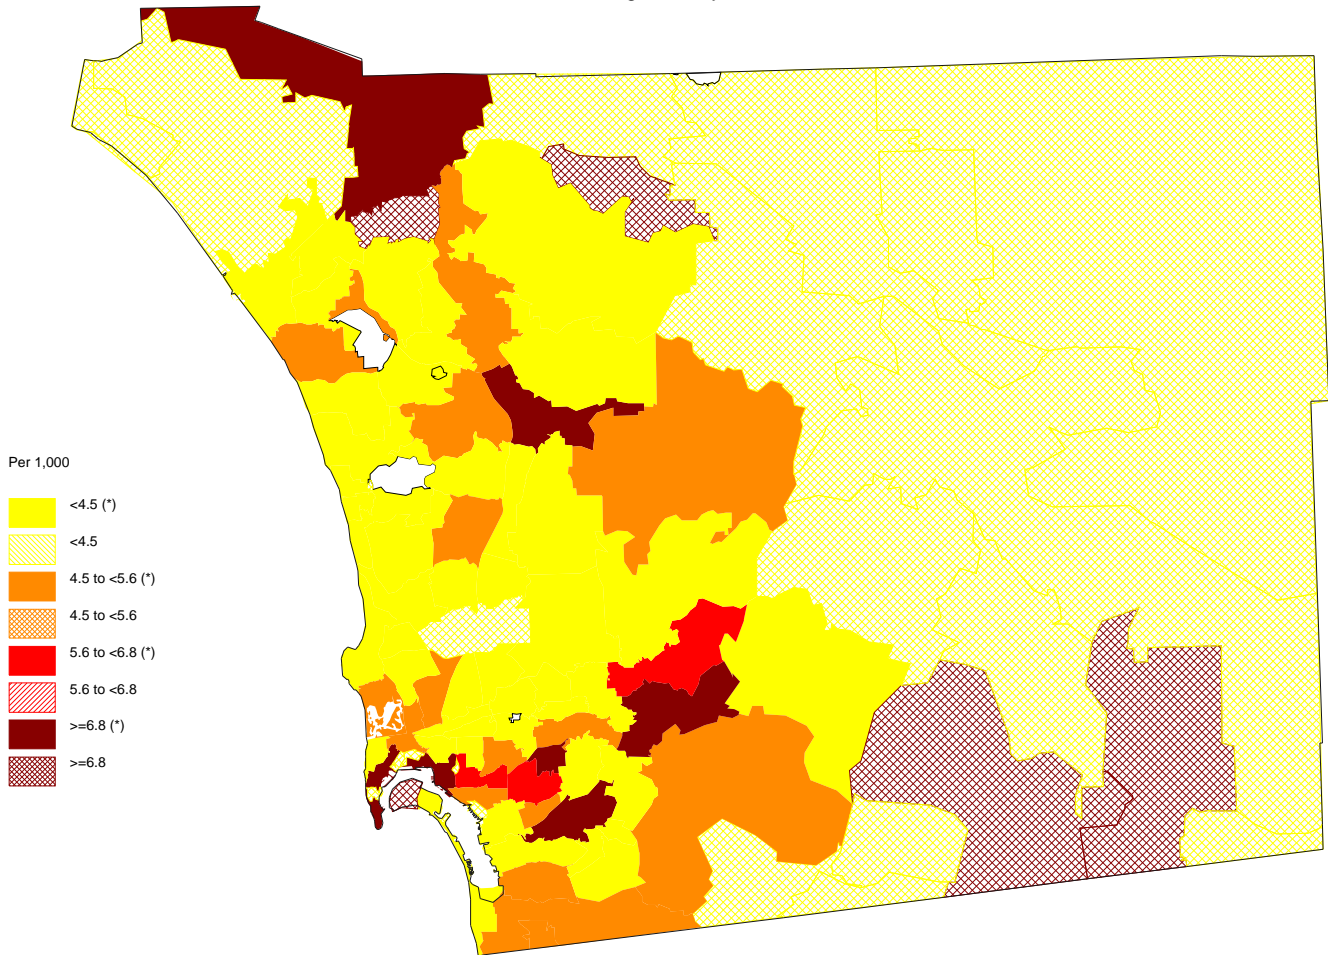 Per 1,000
<4.5 (*)
<4.5
4.5 to <5.6 (*)
4.5 to <5.6
5.6 to <6.8 (*)
5.6 to <6.8
>=6.8 (*)
>=6.8